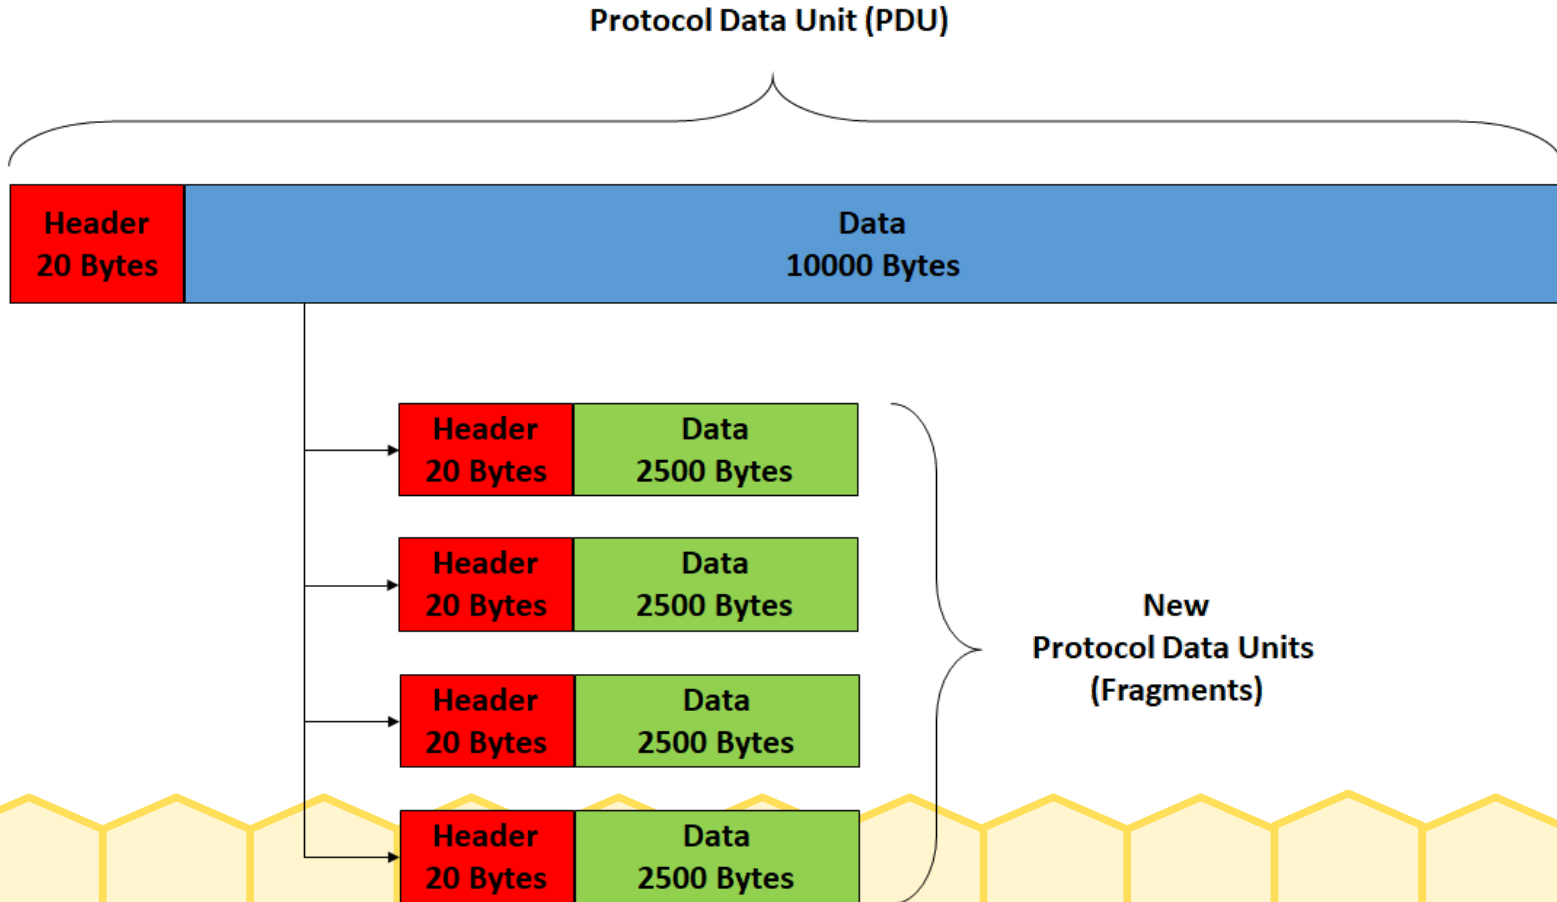 Protocol Data Unit (PDU)
Header
20 Bytes
Data
10000 Bytes
Header
20 Bytes
Data
2500 Bytes
Header
20 Bytes
Data
2500 Bytes
New
Protocol Data Units
(Fragments)
Header
20 Bytes
Data
2500 Bytes
Header
20 Bytes
Data
2500 Bytes